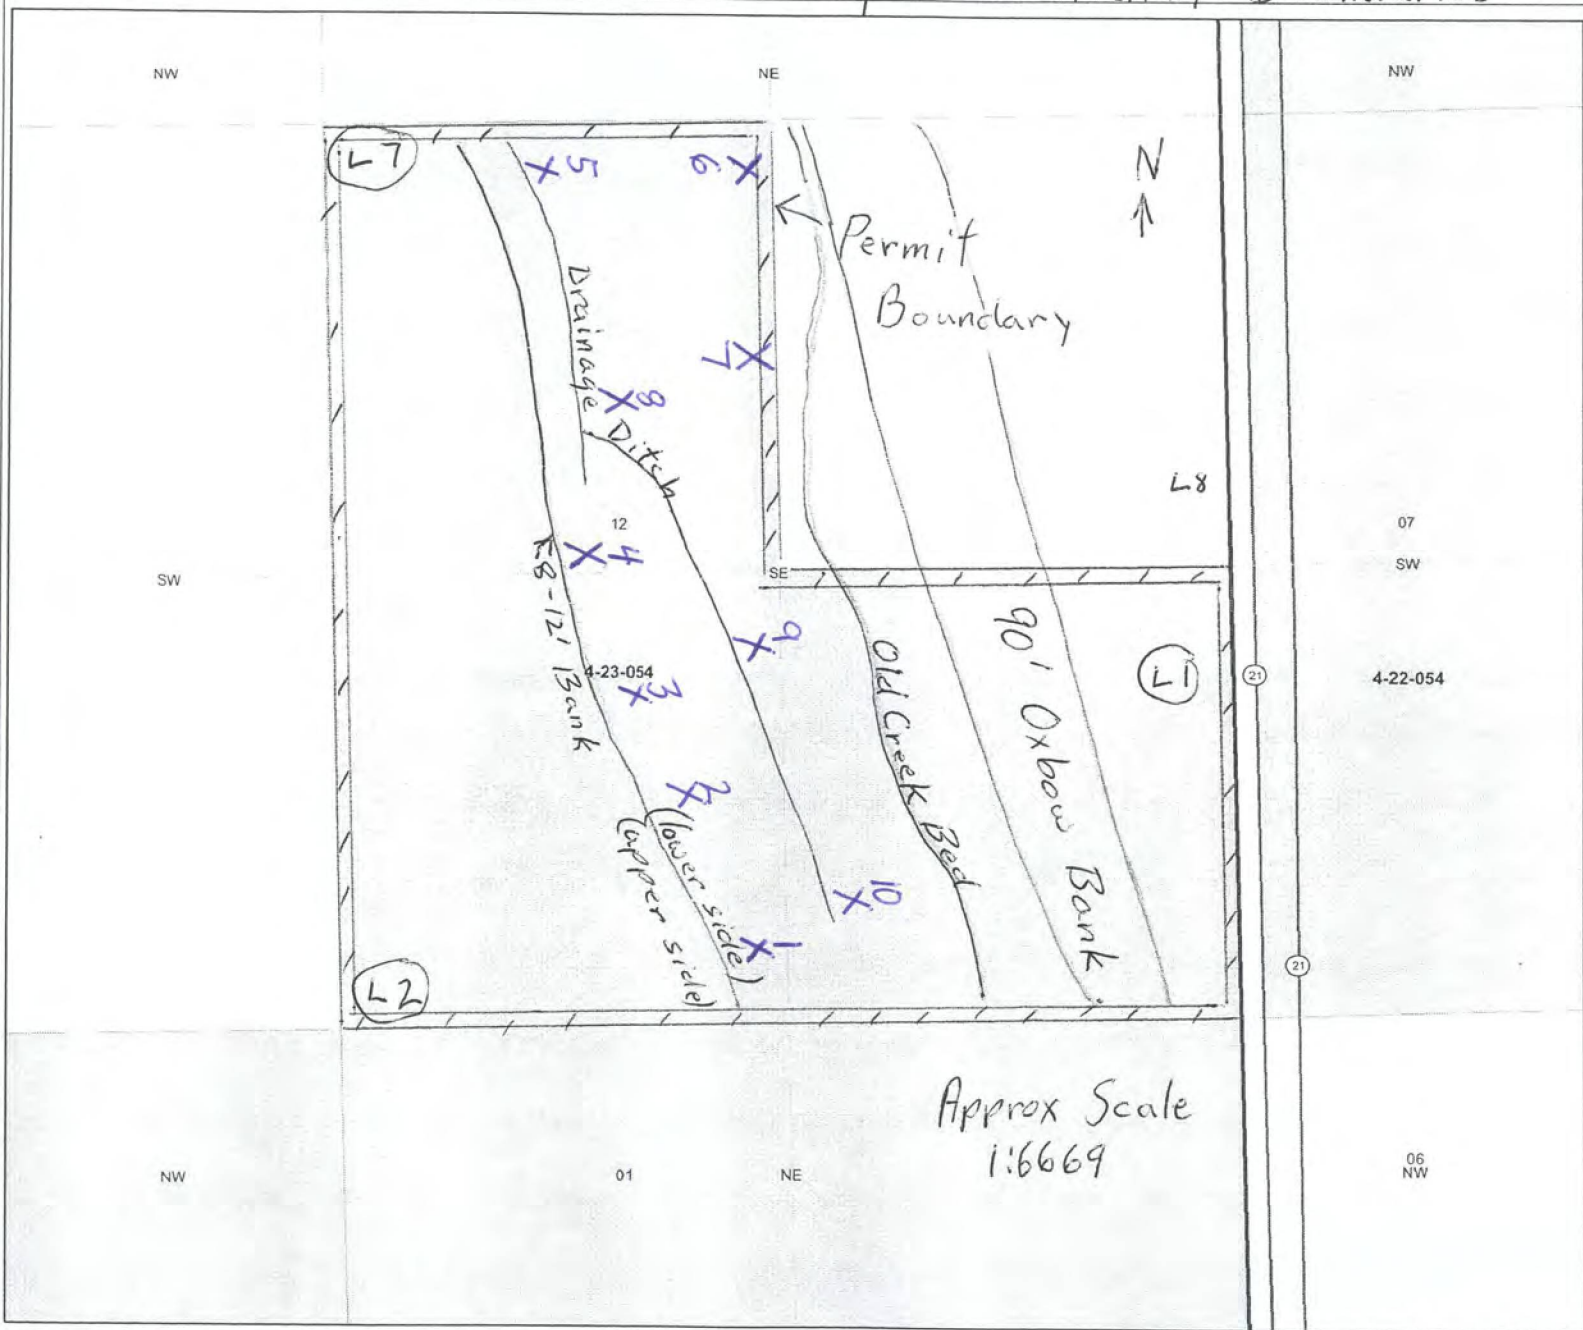 NW
NE
NW
L7
5
6
N
Permit
Boundary
7
Drainage Ditch
8
L8
12
4
07
SE
SW
SW
8-12' Bank
9
90' Oxbow Bank
Old Creek Bed
L1
21
4-23-054
4-22-054
3
2
(lower side)
(upper side)
10
1
21
L2
Approx Scale
1:6669
NW
01
NE
06
NW